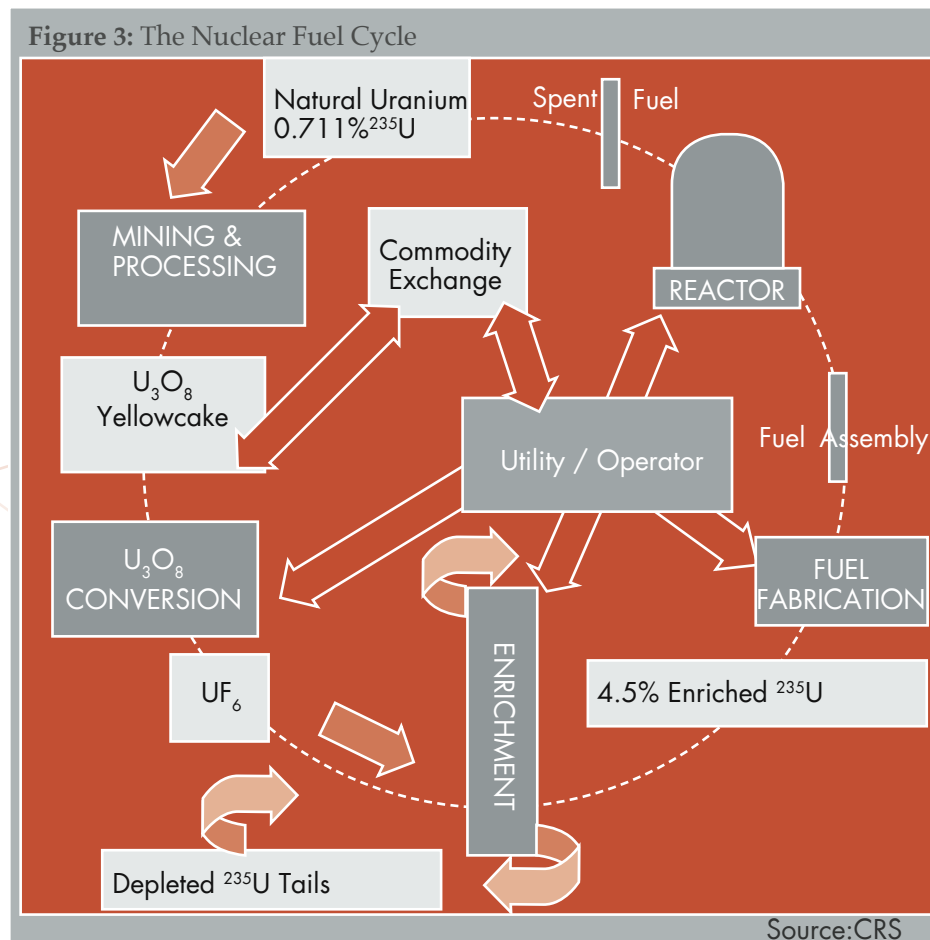 Figure 3: The Nuclear Fuel Cycle
Natural Uranium
0.711%²³⁵U
Spent Fuel
MINING &
PROCESSING
Commodity
Exchange
REACTOR
U₃O₈
Yellowcake
Utility / Operator
Fuel Assembly
U₃O₈
CONVERSION
FUEL
FABRICATION
ENRICHMENT
UF₆
4.5% Enriched ²³⁵U
Depleted ²³⁵U Tails
Source:CRS